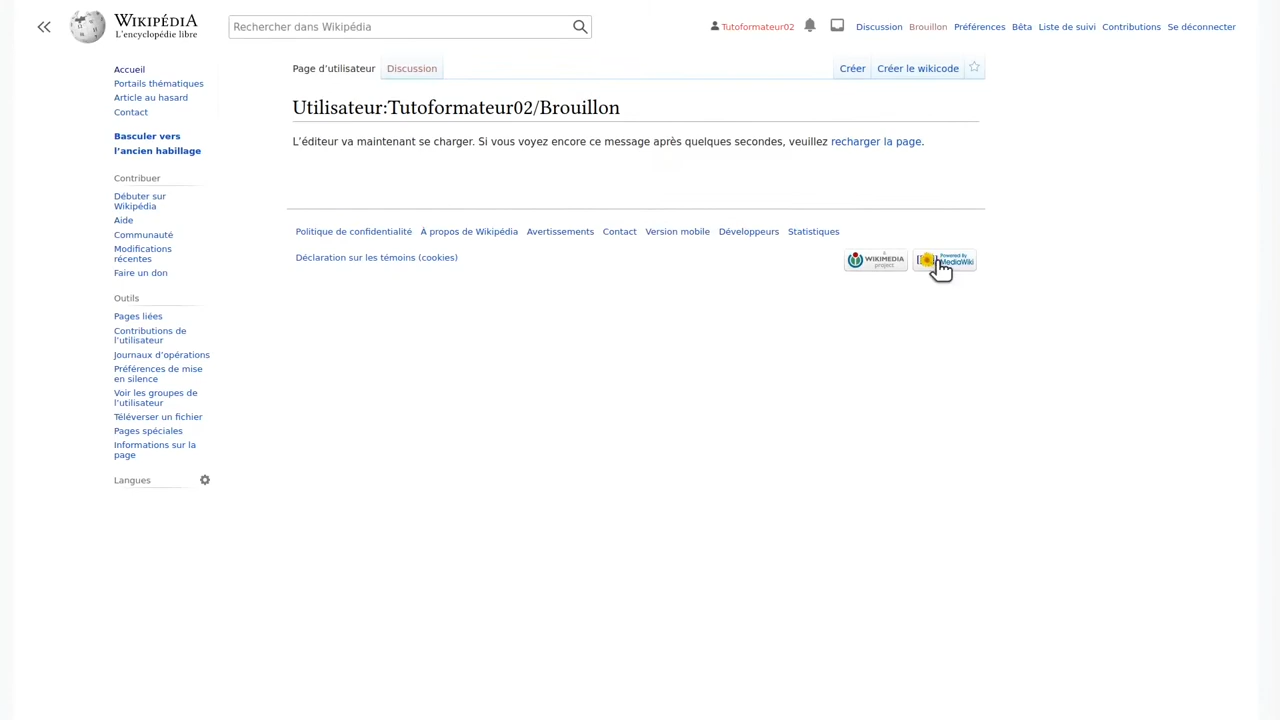 WIKIPÉDIA
L'encyclopédie libre
Rechercher dans Wikipédia
Tutoformateur02
Discussion
Brouillon
Préférences
Bêta
Liste de suivi
Contributions
Se déconnecter
Accueil
Portails thématiques
Article au hasard
Contact
Basculer vers
l’ancien habillage
Contribuer
Débuter sur
Wikipédia
Aide
Communauté
Modifications
récentes
Faire un don
Outils
Pages liées
Contributions de
l’utilisateur
Journaux d’opérations
Préférences de mise
en silence
Voir les groupes de
l’utilisateur
Téléverser un fichier
Pages spéciales
Informations sur la
page
Langues
Page d’utilisateur
Discussion
Créer
Créer le wikicode
Utilisateur:Tutoformateur02/Brouillon
L’éditeur va maintenant se charger. Si vous voyez encore ce message après quelques secondes, veuillez recharger la page.
Politique de confidentialité
À propos de Wikipédia
Avertissements
Contact
Version mobile
Développeurs
Statistiques
Déclaration sur les témoins (cookies)
A
WIKIMEDIA
project
Powered By
MediaWiki